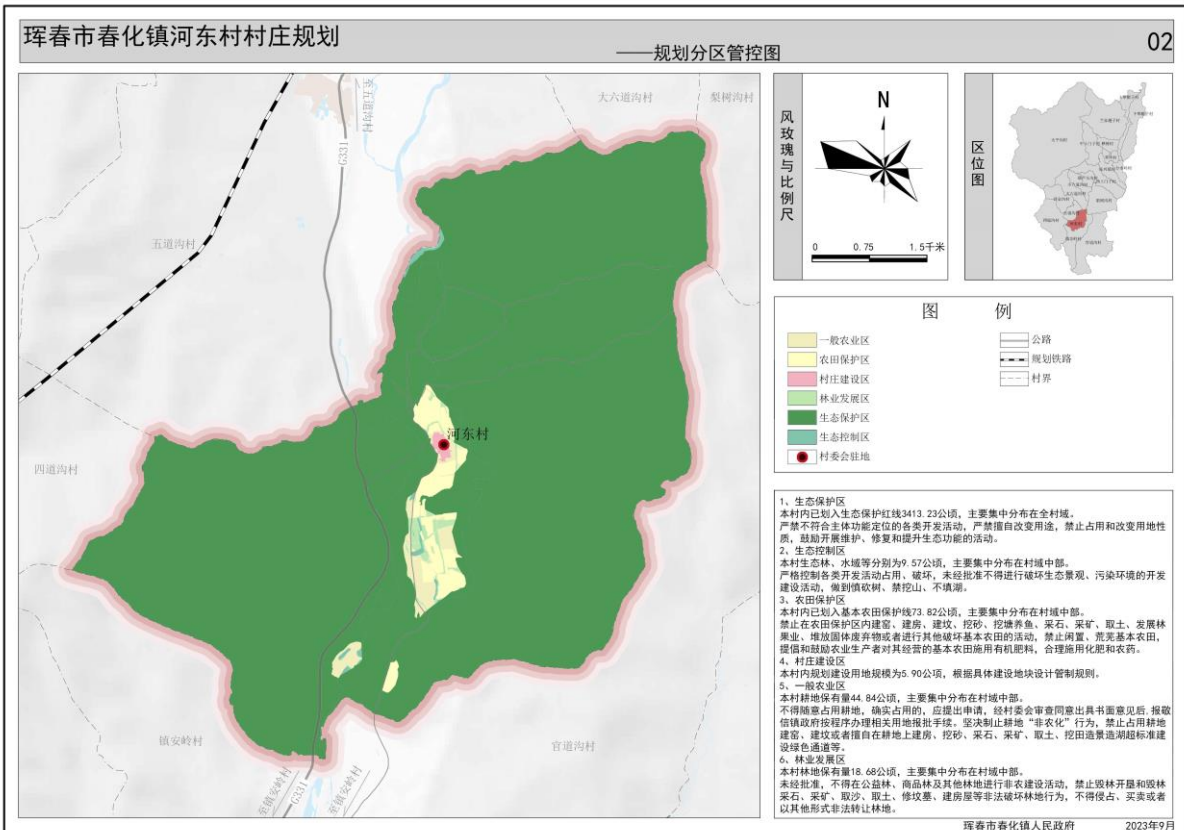 珲春市春化镇河东村村庄规划
——规划分区管控图
02
至五道沟村
G331
大六道沟村
梨树沟村
五道沟村
河东村
四道沟村
镇安岭村
官道沟村
G331
至镇安岭村
至镇安岭村
风玫瑰与比例尺
N
0 0.75 1.5千米
区位图
图 例
一般农业区
农田保护区
村庄建设区
林业发展区
生态保护区
生态控制区
村委会驻地
公路
规划铁路
村界
1、生态保护区
本村内已划入生态保护红线3413.23公顷，主要集中分布在全村域。
严禁不符合主体功能定位的各类开发活动，严禁擅自改变用途，禁止占用和改变用地性
质，鼓励开展维护、修复和提升生态功能的活动。
2、生态控制区
本村生态林、水域等分别为9.57公顷，主要集中分布在村域中部。
严格控制各类开发活动占用、破坏，未经批准不得进行破坏生态景观、污染环境的开发
建设活动，做到慎砍树、禁挖山、不填湖。
3、农田保护区
本村内已划入基本农田保护线73.82公顷，主要集中分布在村域中部。
禁止在农田保护区内建窑、建房、建坟、挖砂、挖塘养鱼、采石、采矿、取土、发展林
果业、堆放固体废弃物或者进行其他破坏基本农田的活动，禁止闲置、荒芜基本农田，
提倡和鼓励农业生产者对其经营的基本农田施用有机肥料，合理施用化肥和农药。
4、村庄建设区
本村内规划建设用地规模为5.90公顷，根据具体建设地块设计管制规则。
5、一般农业区
本村耕地保有量44.84公顷，主要集中分布在村域中部。
不得随意占用耕地，确实占用的，应提出申请，经村委会审查同意出具书面意见后.报敬
信镇政府按程序办理相关用地报批手续。坚决制止耕地“非农化”行为，禁止占用耕地
建窑、建坟或者擅自在耕地上建房、挖砂、采石、采矿、取土、挖田造景造湖超标准建
设绿色通道等。
6、林业发展区
本村林地保有量18.68公顷，主要集中分布在村域中部。
未经批准，不得在公益林、商品林及其他林地进行非农建设活动，禁止毁林开垦和毁林
采石、采矿、取沙、取土、修坟墓、建房屋等非法破坏林地行为，不得侵占、买卖或者
以其他形式非法转让林地。
珲春市春化镇人民政府 2023年9月